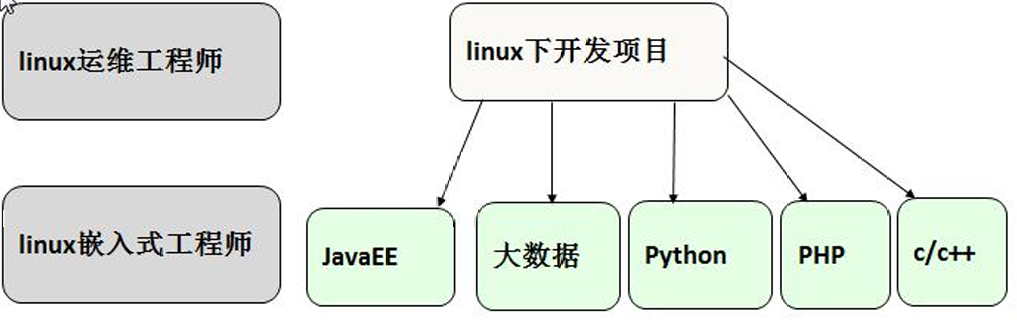 linux运维工程师
linux下开发项目
linux嵌入式工程师
JavaEE
大数据
Python
PHP
c/c++